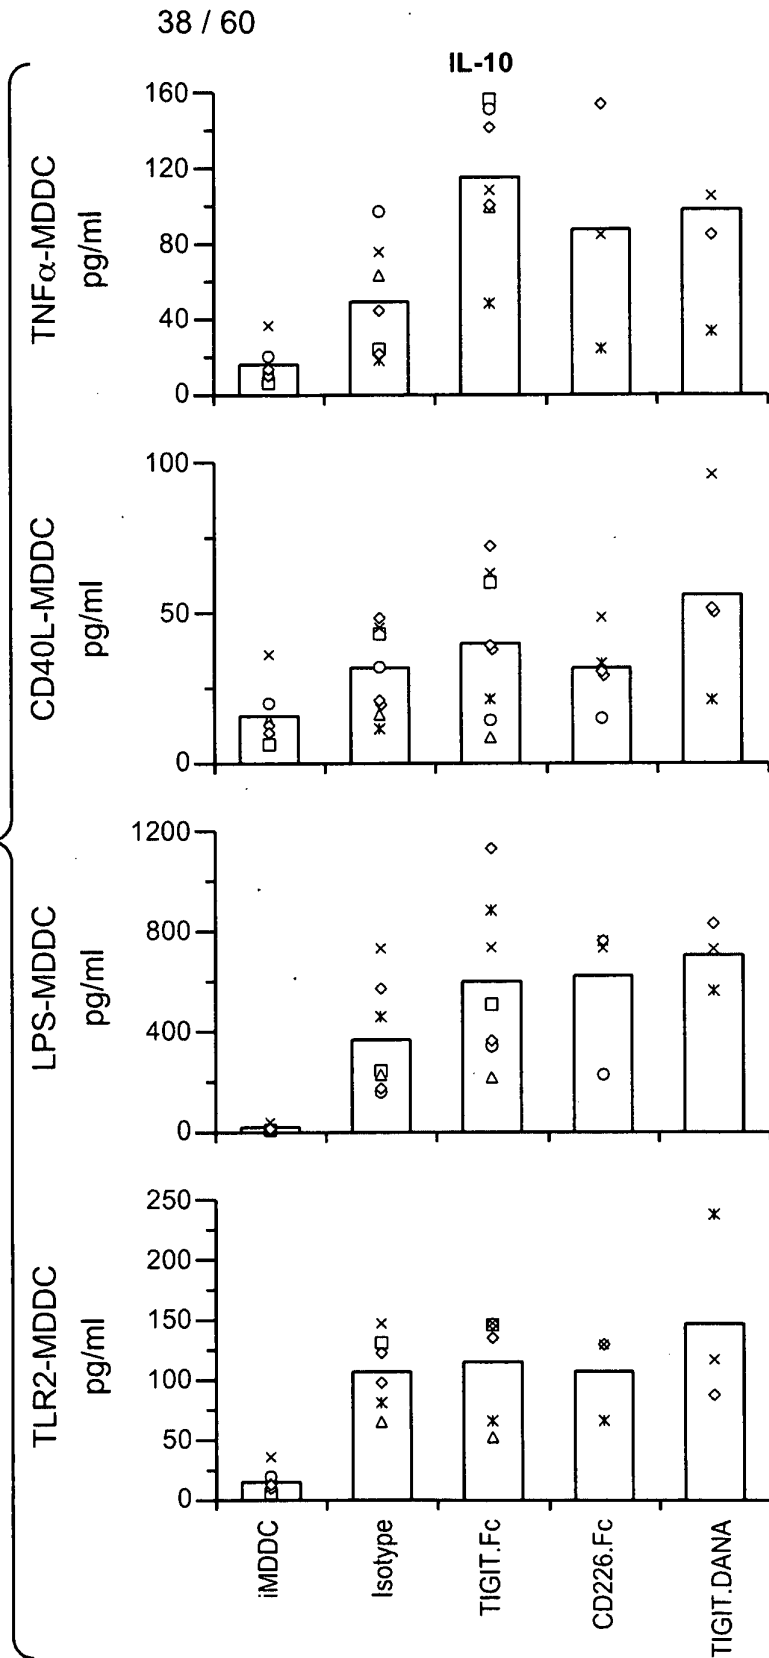 38 / 60
IL-10
TNFα-MDDC
pg/ml
160
120
80
40
0
CD40L-MDDC
pg/ml
100
50
0
LPS-MDDC
pg/ml
1200
800
400
0
TLR2-MDDC
pg/ml
250
200
150
100
50
0
iMDDC
Isotype
TIGIT.Fc
CD226.Fc
TIGIT.DANA